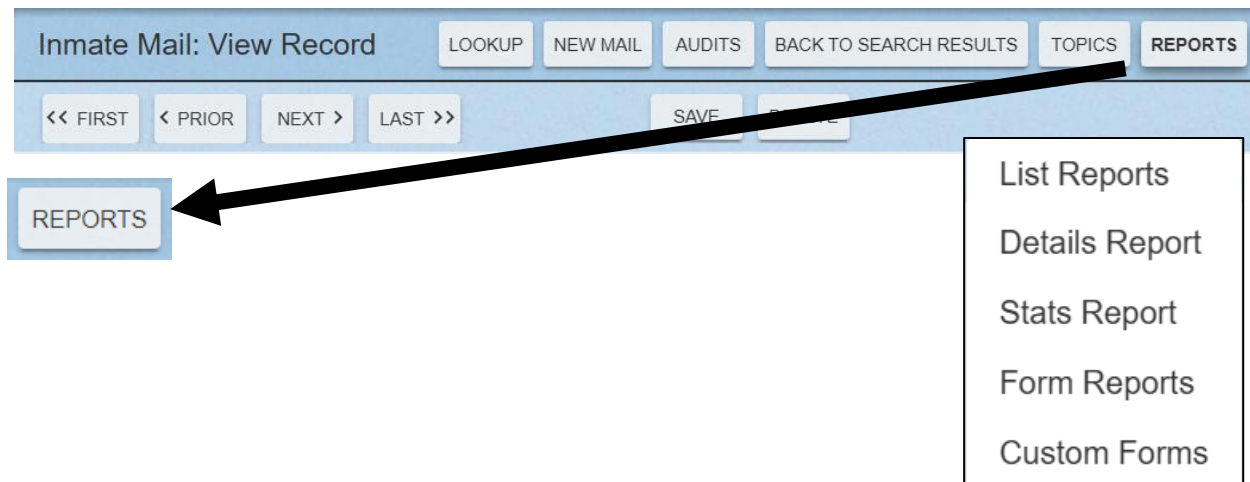 Inmate Mail: View Record LOOKUP NEW MAIL AUDITS BACK TO SEARCH RESULTS TOPICS REPORTS
<< FIRST < PRIOR NEXT > LAST >> SAVE
REPORTS
List Reports
Details Report
Stats Report
Form Reports
Custom Forms